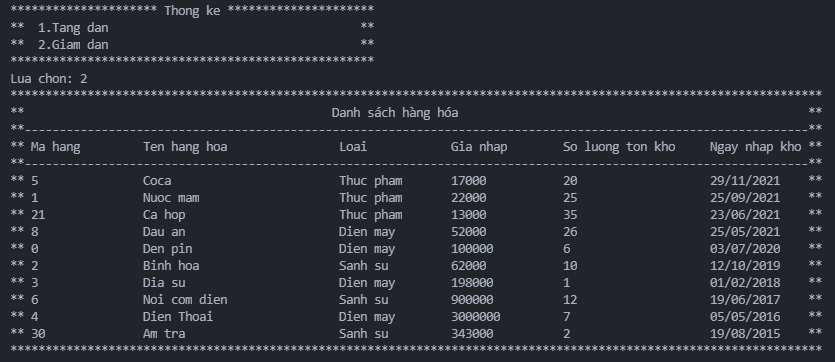 ********************* Thong ke *********************
**  1.Tang dan                                    **
**  2.Giam dan                                    **
****************************************************
Lua chon: 2
********************************************************************************************************************
**                                            Danh sách hàng hóa                                                  **
**----------------------------------------------------------------------------------------------------------------**
** Ma hang         Ten hang hoa                Loai            Gia nhap        So luong ton kho     Ngay nhap kho **
**----------------------------------------------------------------------------------------------------------------**
** 5               Coca                        Thuc pham       17000           20                   29/11/2021    **
** 1               Nuoc mam                    Thuc pham       22000           25                   25/09/2021    **
** 21              Ca hop                      Thuc pham       13000           35                   23/06/2021    **
** 8               Dau an                      Dien may        52000           26                   25/05/2021    **
** 0               Den pin                     Dien may        100000          6                    03/07/2020    **
** 2               Binh hoa                    Sanh su         62000           10                   12/10/2019    **
** 3               Dia su                      Dien may        198000          1                    01/02/2018    **
** 6               Noi com dien                Sanh su         900000          12                   19/06/2017    **
** 4               Dien Thoai                  Dien may        3000000         7                    05/05/2016    **
** 30              Am tra                      Sanh su         343000          2                    19/08/2015    **
********************************************************************************************************************